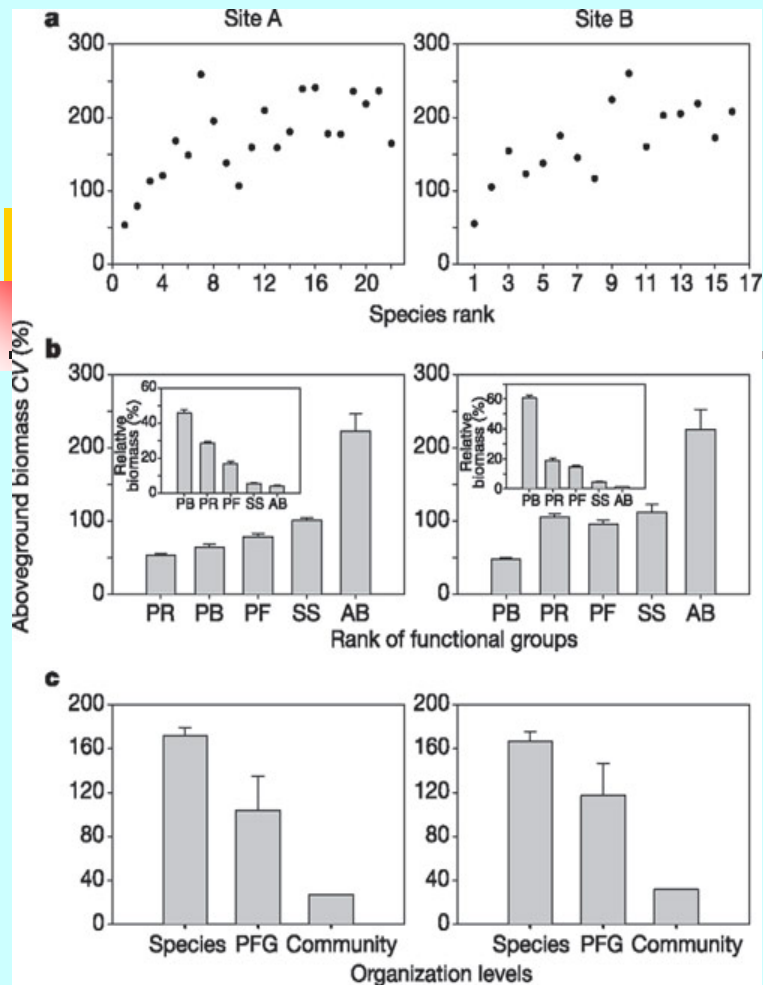 a Site A Site B
300 300
200 200
100 100
0 0
0 4 8 12 16 20 1 3 5 7 9 11 13 15 17
Species rank
Aboveground biomass CV (%)
b 300 300
60 60
40 40
20 20
0 0
Relative biomass (%) Relative biomass (%)
PB PR PF SS AB PB PR PF SS AB
200 200
100 100
0 0
PR PB PF SS AB PB PR PF SS AB
Rank of functional groups
c
200 200
160 160
120 120
80 80
40 40
0 0
Species PFG Community Species PFG Community
Organization levels